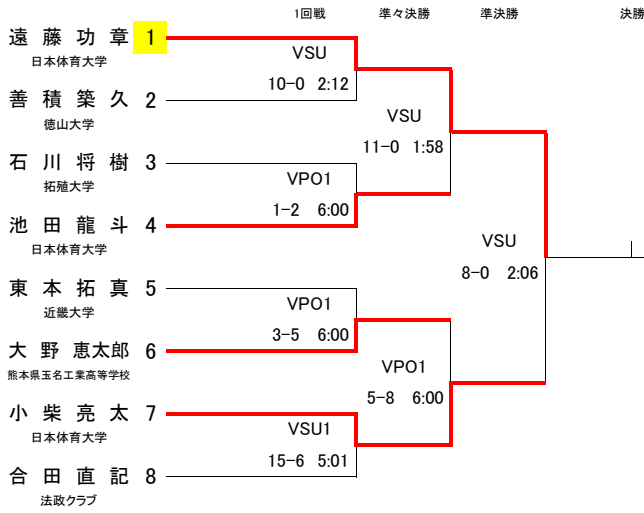 1回戦 準々決勝 準決勝 決勝
遠藤功章 1
日本体育大学
VSU
10-0 2:12
善積築久 2
徳山大学
VSU
11-0 1:58
石川将樹 3
拓殖大学
VPO1
1-2 6:00
池田龍斗 4
日本体育大学
VSU
8-0 2:06
東本拓真 5
近畿大学
VPO1
3-5 6:00
大野恵太郎 6
熊本県玉名工業高等学校
VPO1
5-8 6:00
小柴亮太 7
日本体育大学
VSU1
15-6 5:01
合田直記 8
法政クラブ